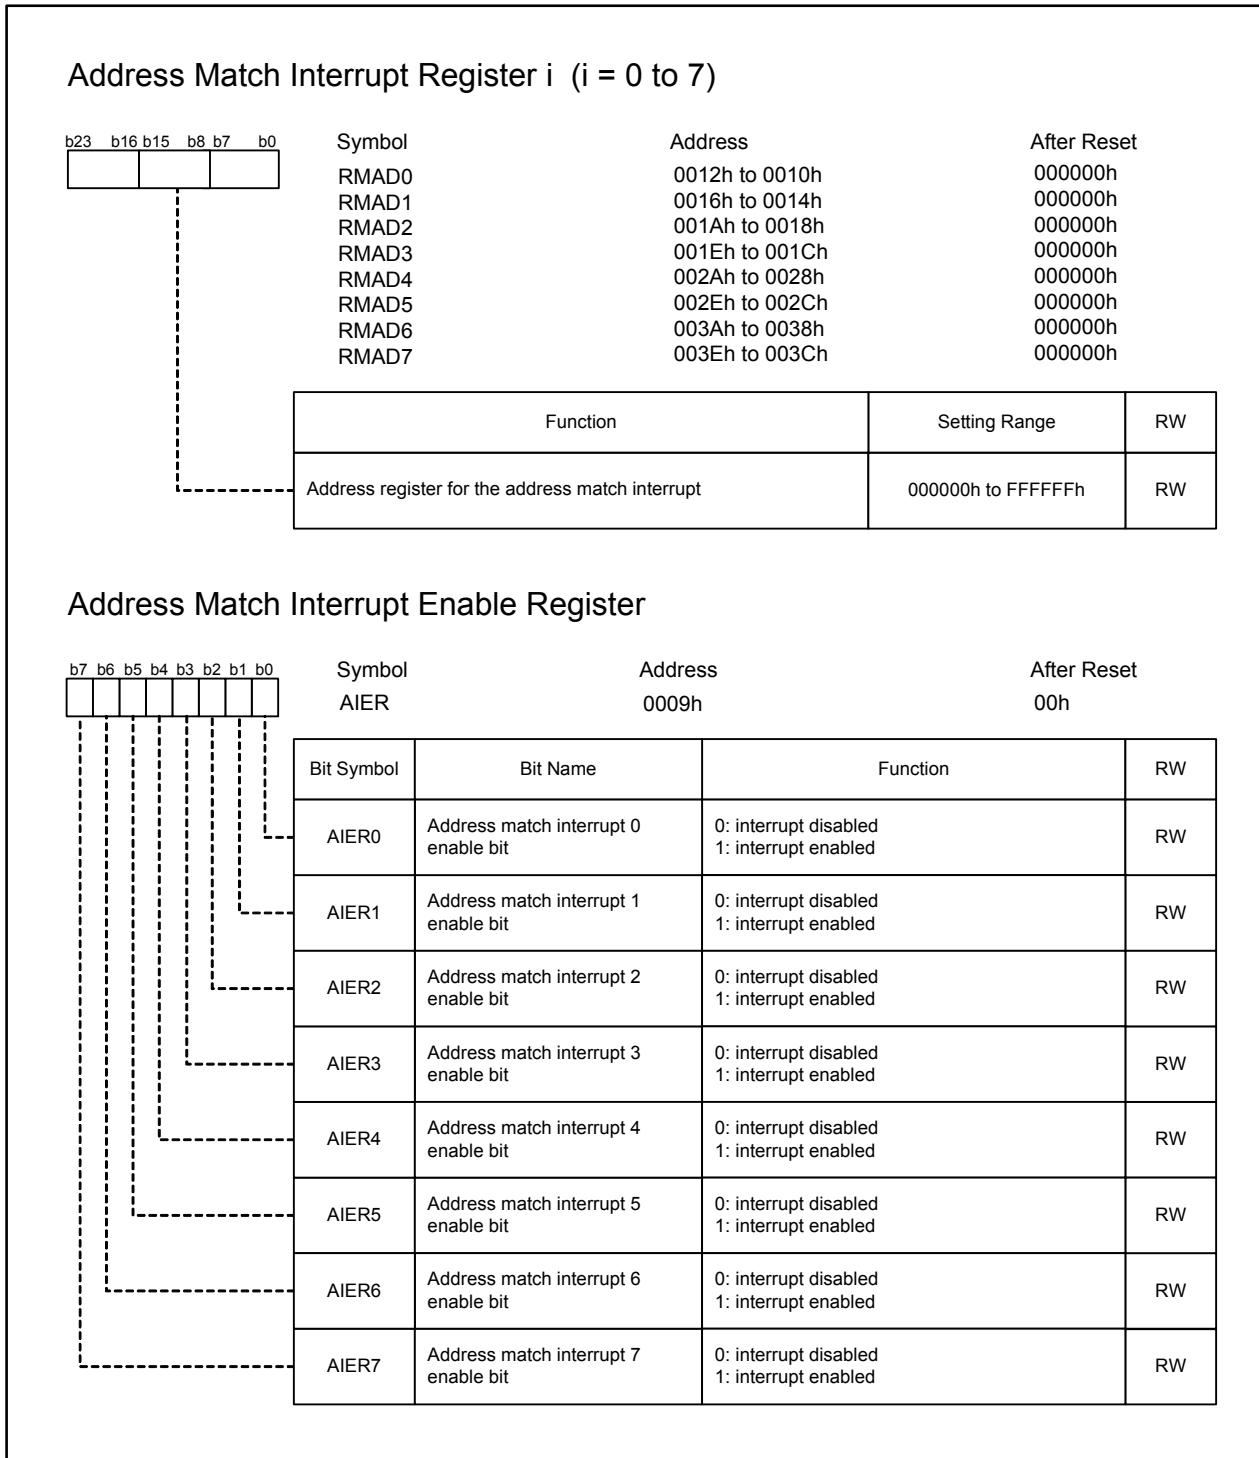 Address Match Interrupt Register i (i = 0 to 7)
b23 b16 b15 b8 b7 b0
Symbol Address After Reset
RMAD0 0012h to 0010h 000000h
RMAD1 0016h to 0014h 000000h
RMAD2 001Ah to 0018h 000000h
RMAD3 001Eh to 001Ch 000000h
RMAD4 002Ah to 0028h 000000h
RMAD5 002Eh to 002Ch 000000h
RMAD6 003Ah to 0038h 000000h
RMAD7 003Eh to 003Ch 000000h
Function Setting Range RW
Address register for the address match interrupt 000000h to FFFFFFh RW
Address Match Interrupt Enable Register
b7 b6 b5 b4 b3 b2 b1 b0
Symbol Address After Reset
AIER 0009h 00h
Bit Symbol Bit Name Function RW
AIER0 Address match interrupt 0 enable bit 0: interrupt disabled
1: interrupt enabled RW
AIER1 Address match interrupt 1 enable bit 0: interrupt disabled
1: interrupt enabled RW
AIER2 Address match interrupt 2 enable bit 0: interrupt disabled
1: interrupt enabled RW
AIER3 Address match interrupt 3 enable bit 0: interrupt disabled
1: interrupt enabled RW
AIER4 Address match interrupt 4 enable bit 0: interrupt disabled
1: interrupt enabled RW
AIER5 Address match interrupt 5 enable bit 0: interrupt disabled
1: interrupt enabled RW
AIER6 Address match interrupt 6 enable bit 0: interrupt disabled
1: interrupt enabled RW
AIER7 Address match interrupt 7 enable bit 0: interrupt disabled
1: interrupt enabled RW